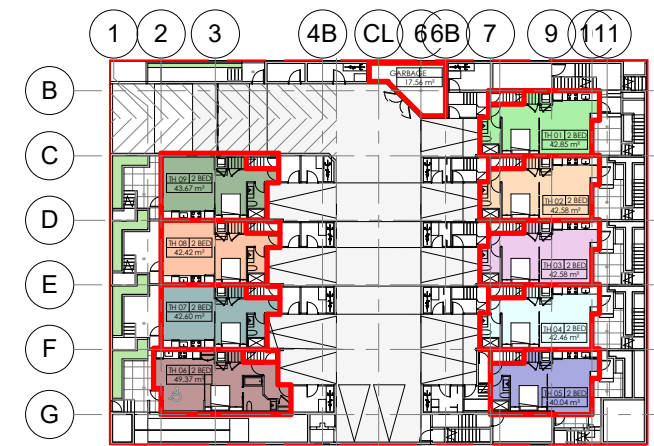 1 2 3 4B CL 6 6B 7 9 11
B
C
D
E
F
G
GARBAGE
17.56 m²
TH 01 2 BED
42.85 m²
TH 09 2 BED
43.67 m²
TH 02 2 BED
42.58 m²
TH 08 2 BED
42.42 m²
TH 03 2 BED
42.58 m²
TH 07 2 BED
42.60 m²
TH 04 2 BED
42.46 m²
TH 06 2 BED
49.37 m²
TH 05 2 BED
40.04 m²